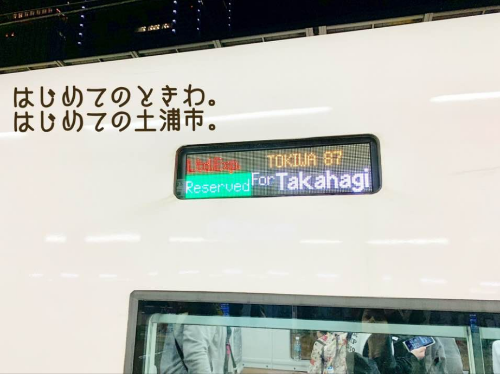 はじめてのときわ。
はじめての土浦市。
TOKIWA 87
Reserved
For Takahagi